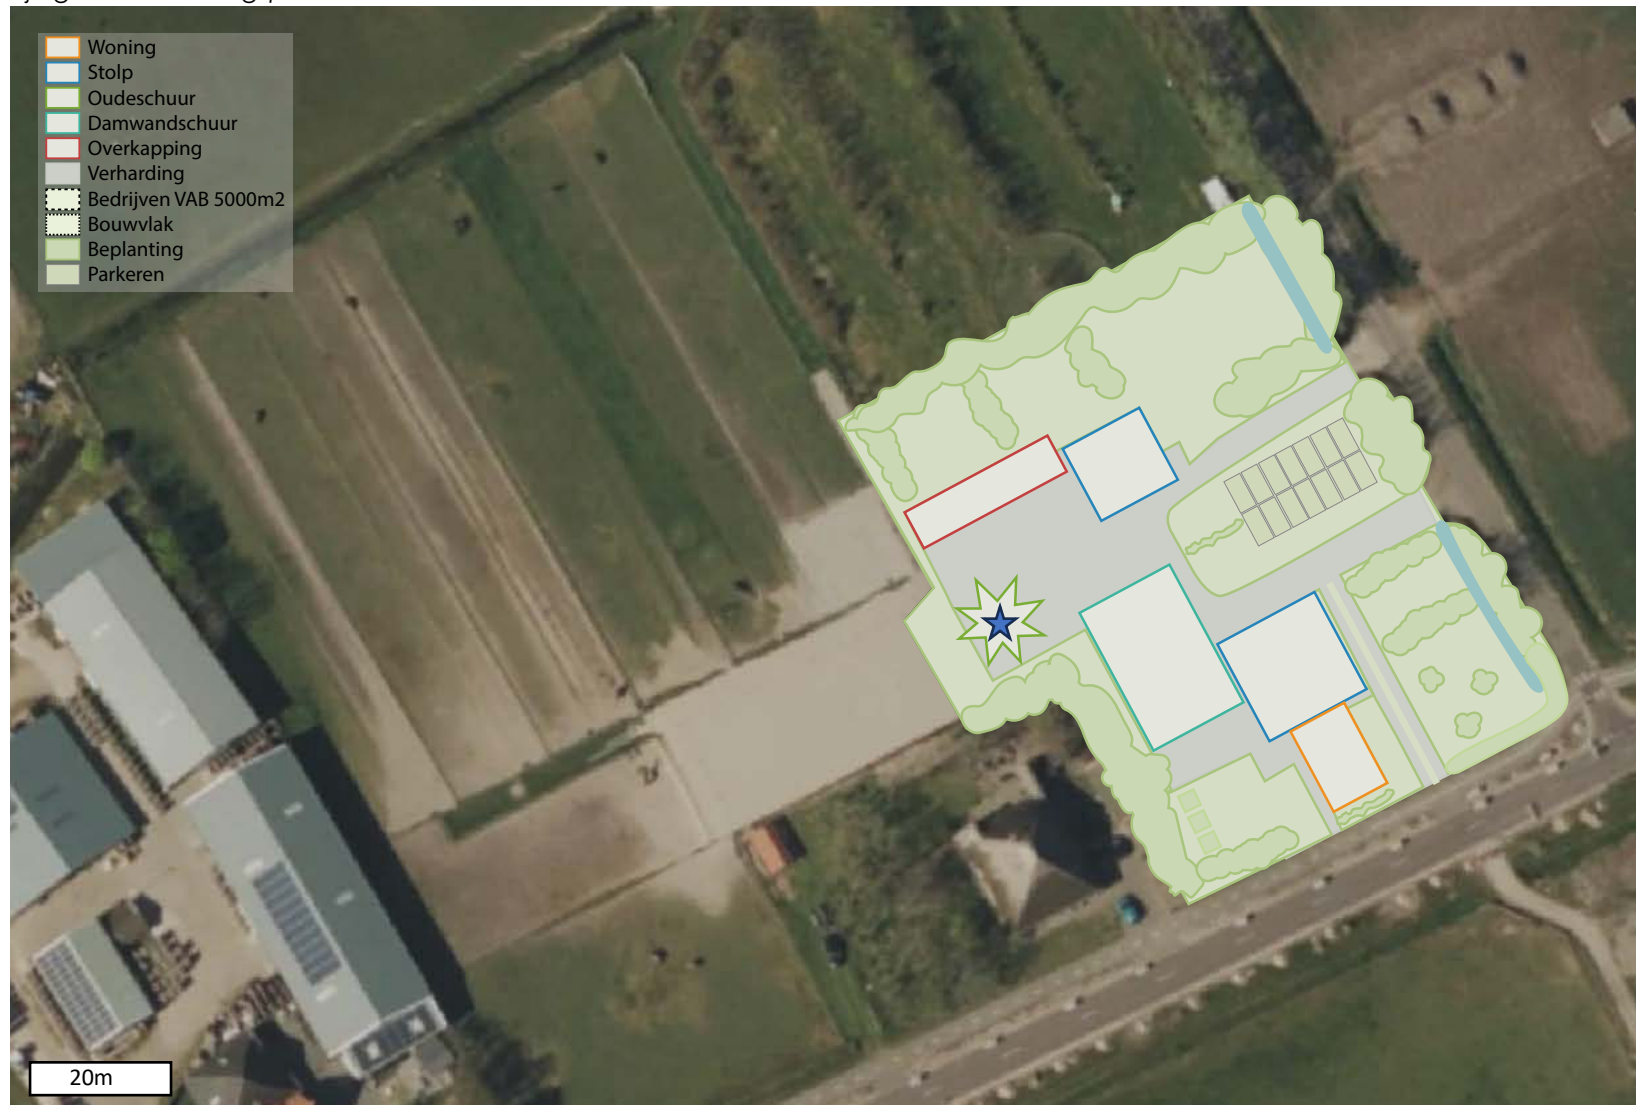 Woning
Stolp
Oudeschuur
Damwandschuur
Overkapping
Verharding
Bedrijven VAB 5000m2
Bouwvlak
Beplanting
Parkeren
20m